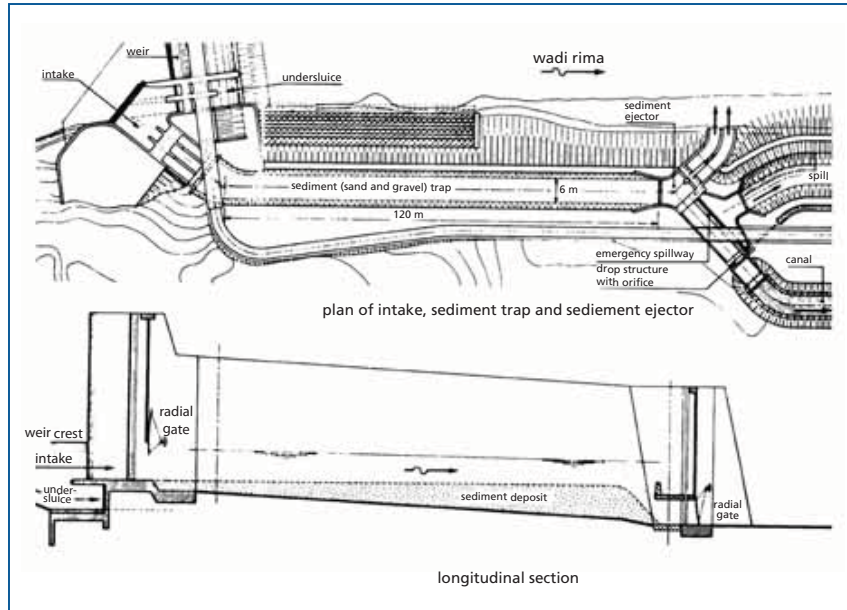 weir
wadi rima
intake
undersluice
sediment
ejector
spill
sediment (sand and gravel) trap
6 m
120 m
emergency spillway
drop structure
with orifice
canal
plan of intake, sediment trap and sediement ejector
radial
gate
weir crest
intake
under-
sluice
sediment deposit
radial
gate
longitudinal section